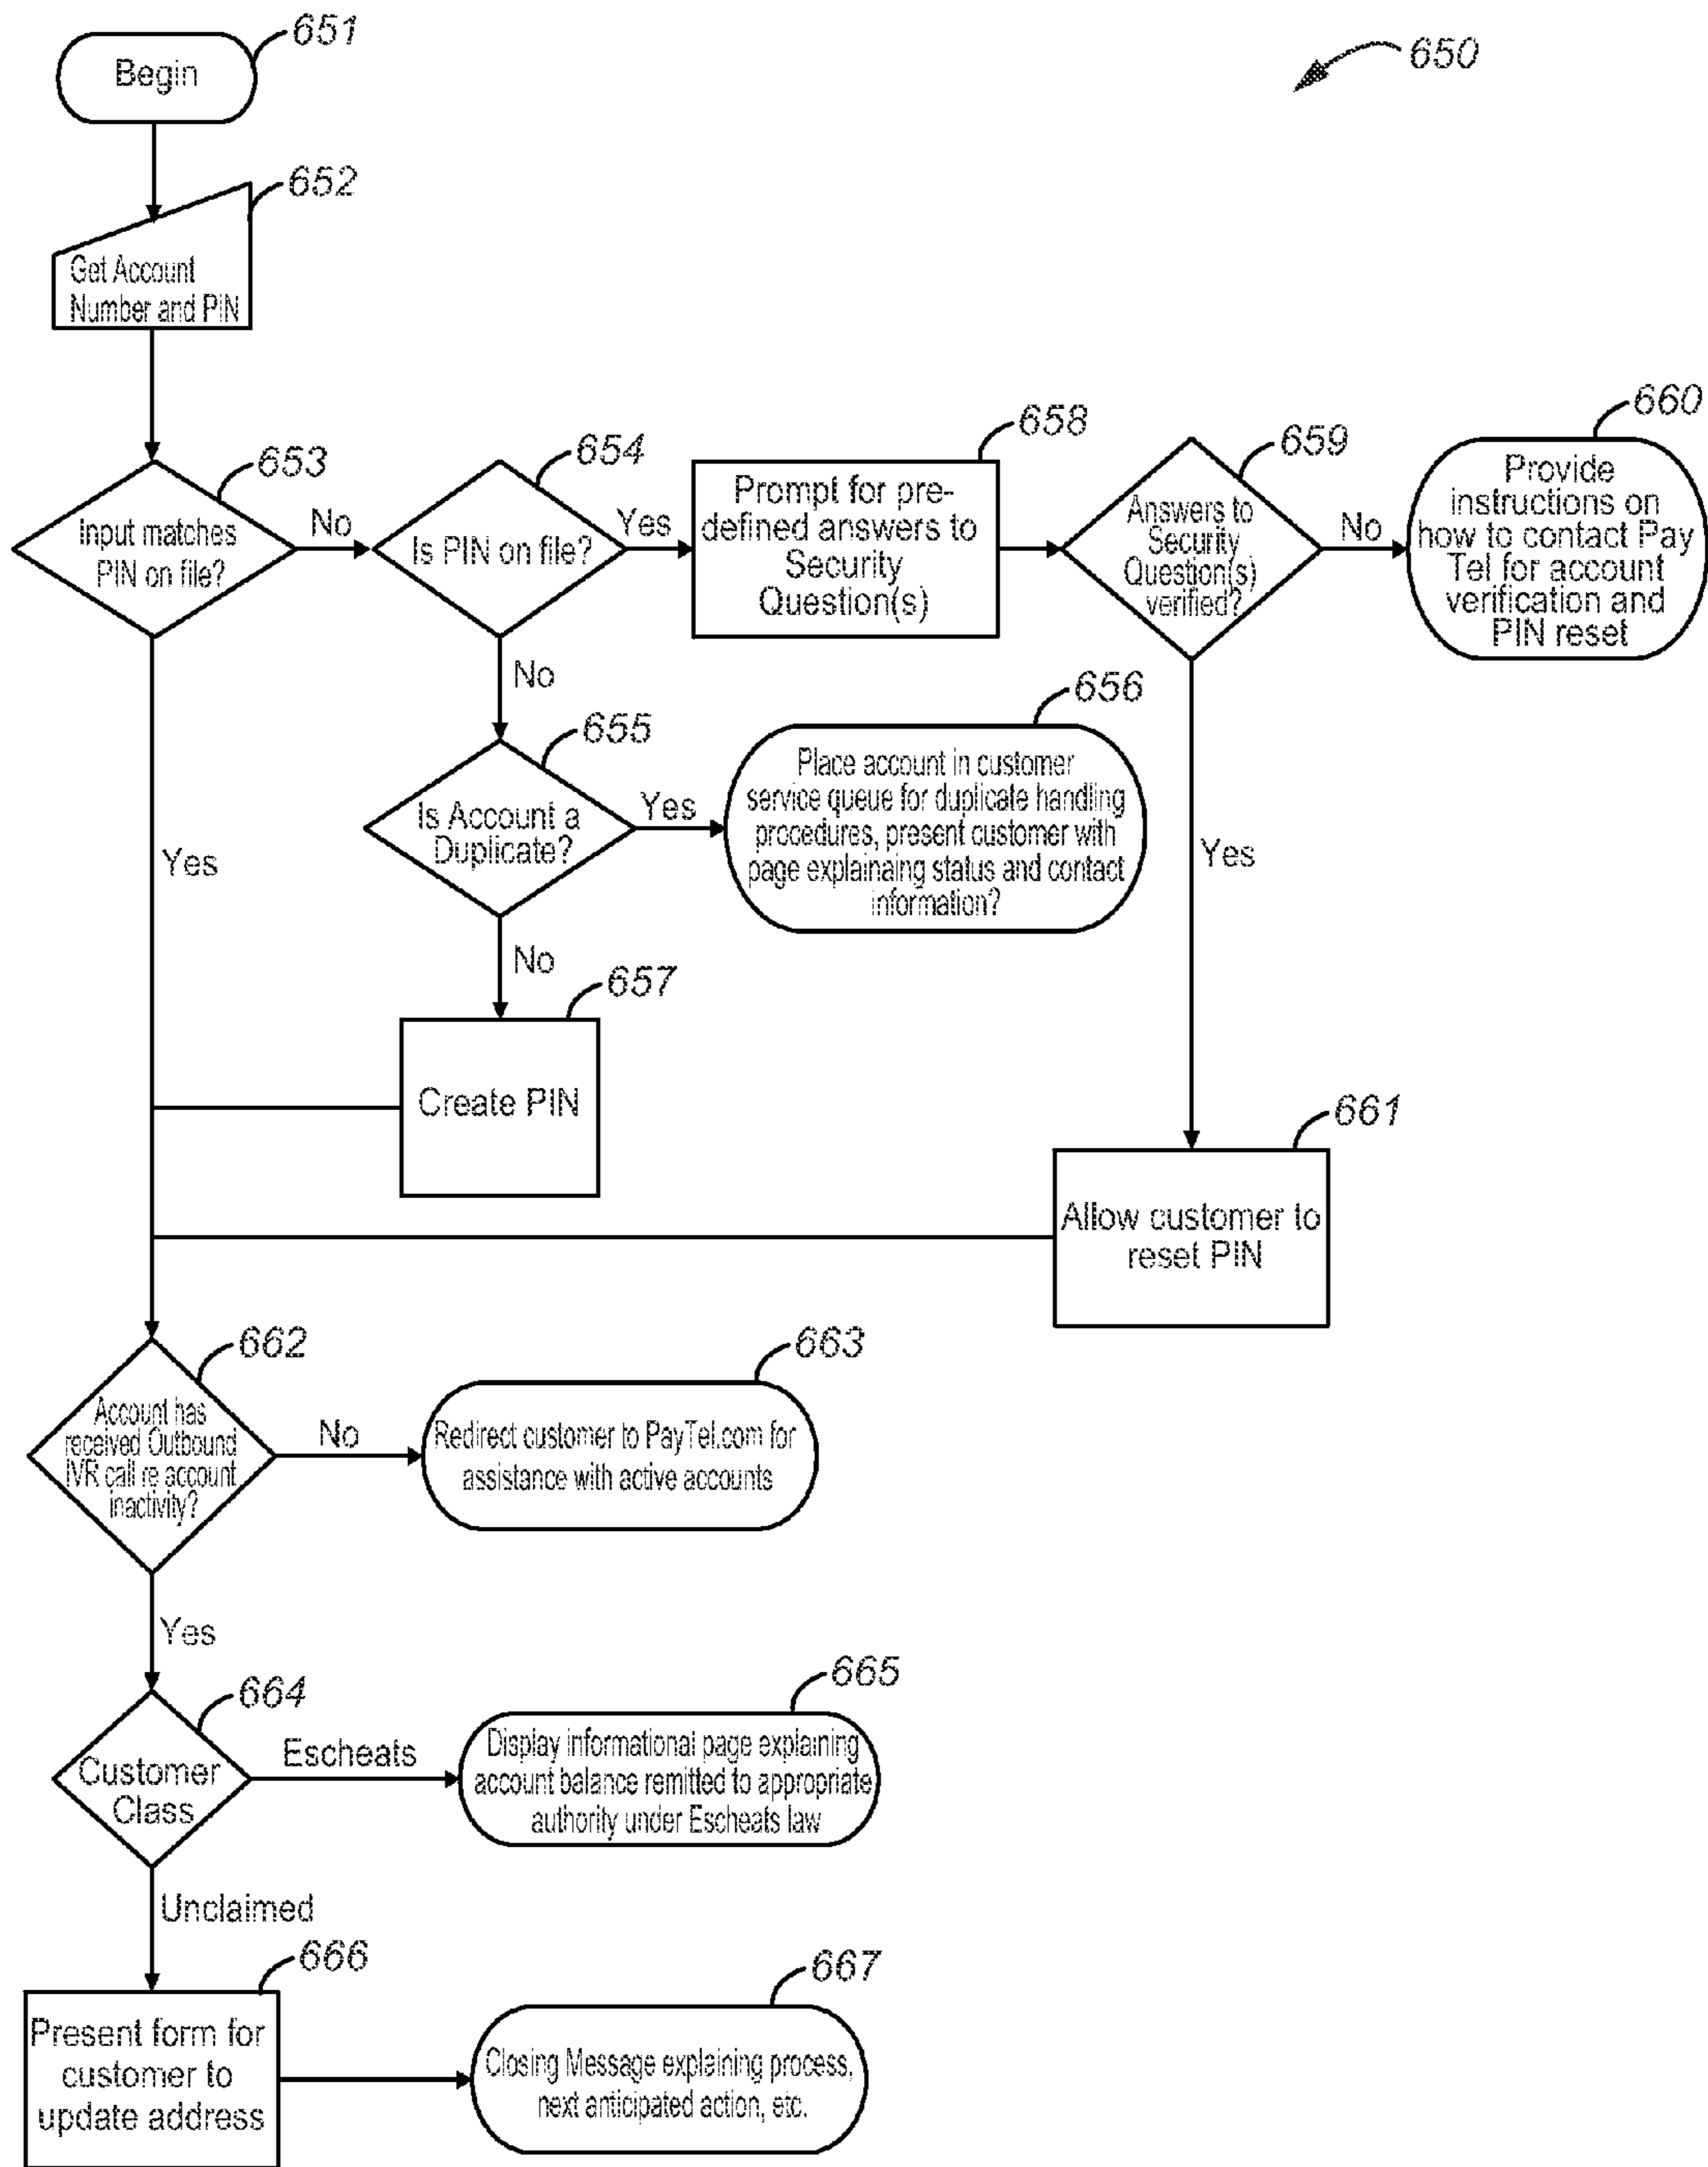 651
Begin
650
652
Get Account
Number and PIN
653
Input matches
PIN on file?
No
654
Is PIN on file?
Yes
658
Prompt for pre-
defined answers to
Security
Question(s)
659
Answers to
Security
Question(s)
verified?
No
660
Provide
instructions on
how to contact Pay
Tel for account
verification and
PIN reset
No
655
Is Account a
Duplicate?
Yes
656
Place account in customer
service queue for duplicate handling
procedures, present customer with
page explainaing status and contact
information?
Yes
Yes
No
657
Create PIN
661
Allow customer to
reset PIN
662
Account has
received Outbound
IVR call re account
inactivity?
No
663
Redirect customer to PayTel.com for
assistance with active accounts
Yes
664
Customer
Class
Escheats
665
Display informational page explaining
account balance remitted to appropriate
authority under Escheats law
Unclaimed
666
Present form for
customer to
update address
667
Closing Message explaining process,
next anticipated action, etc.